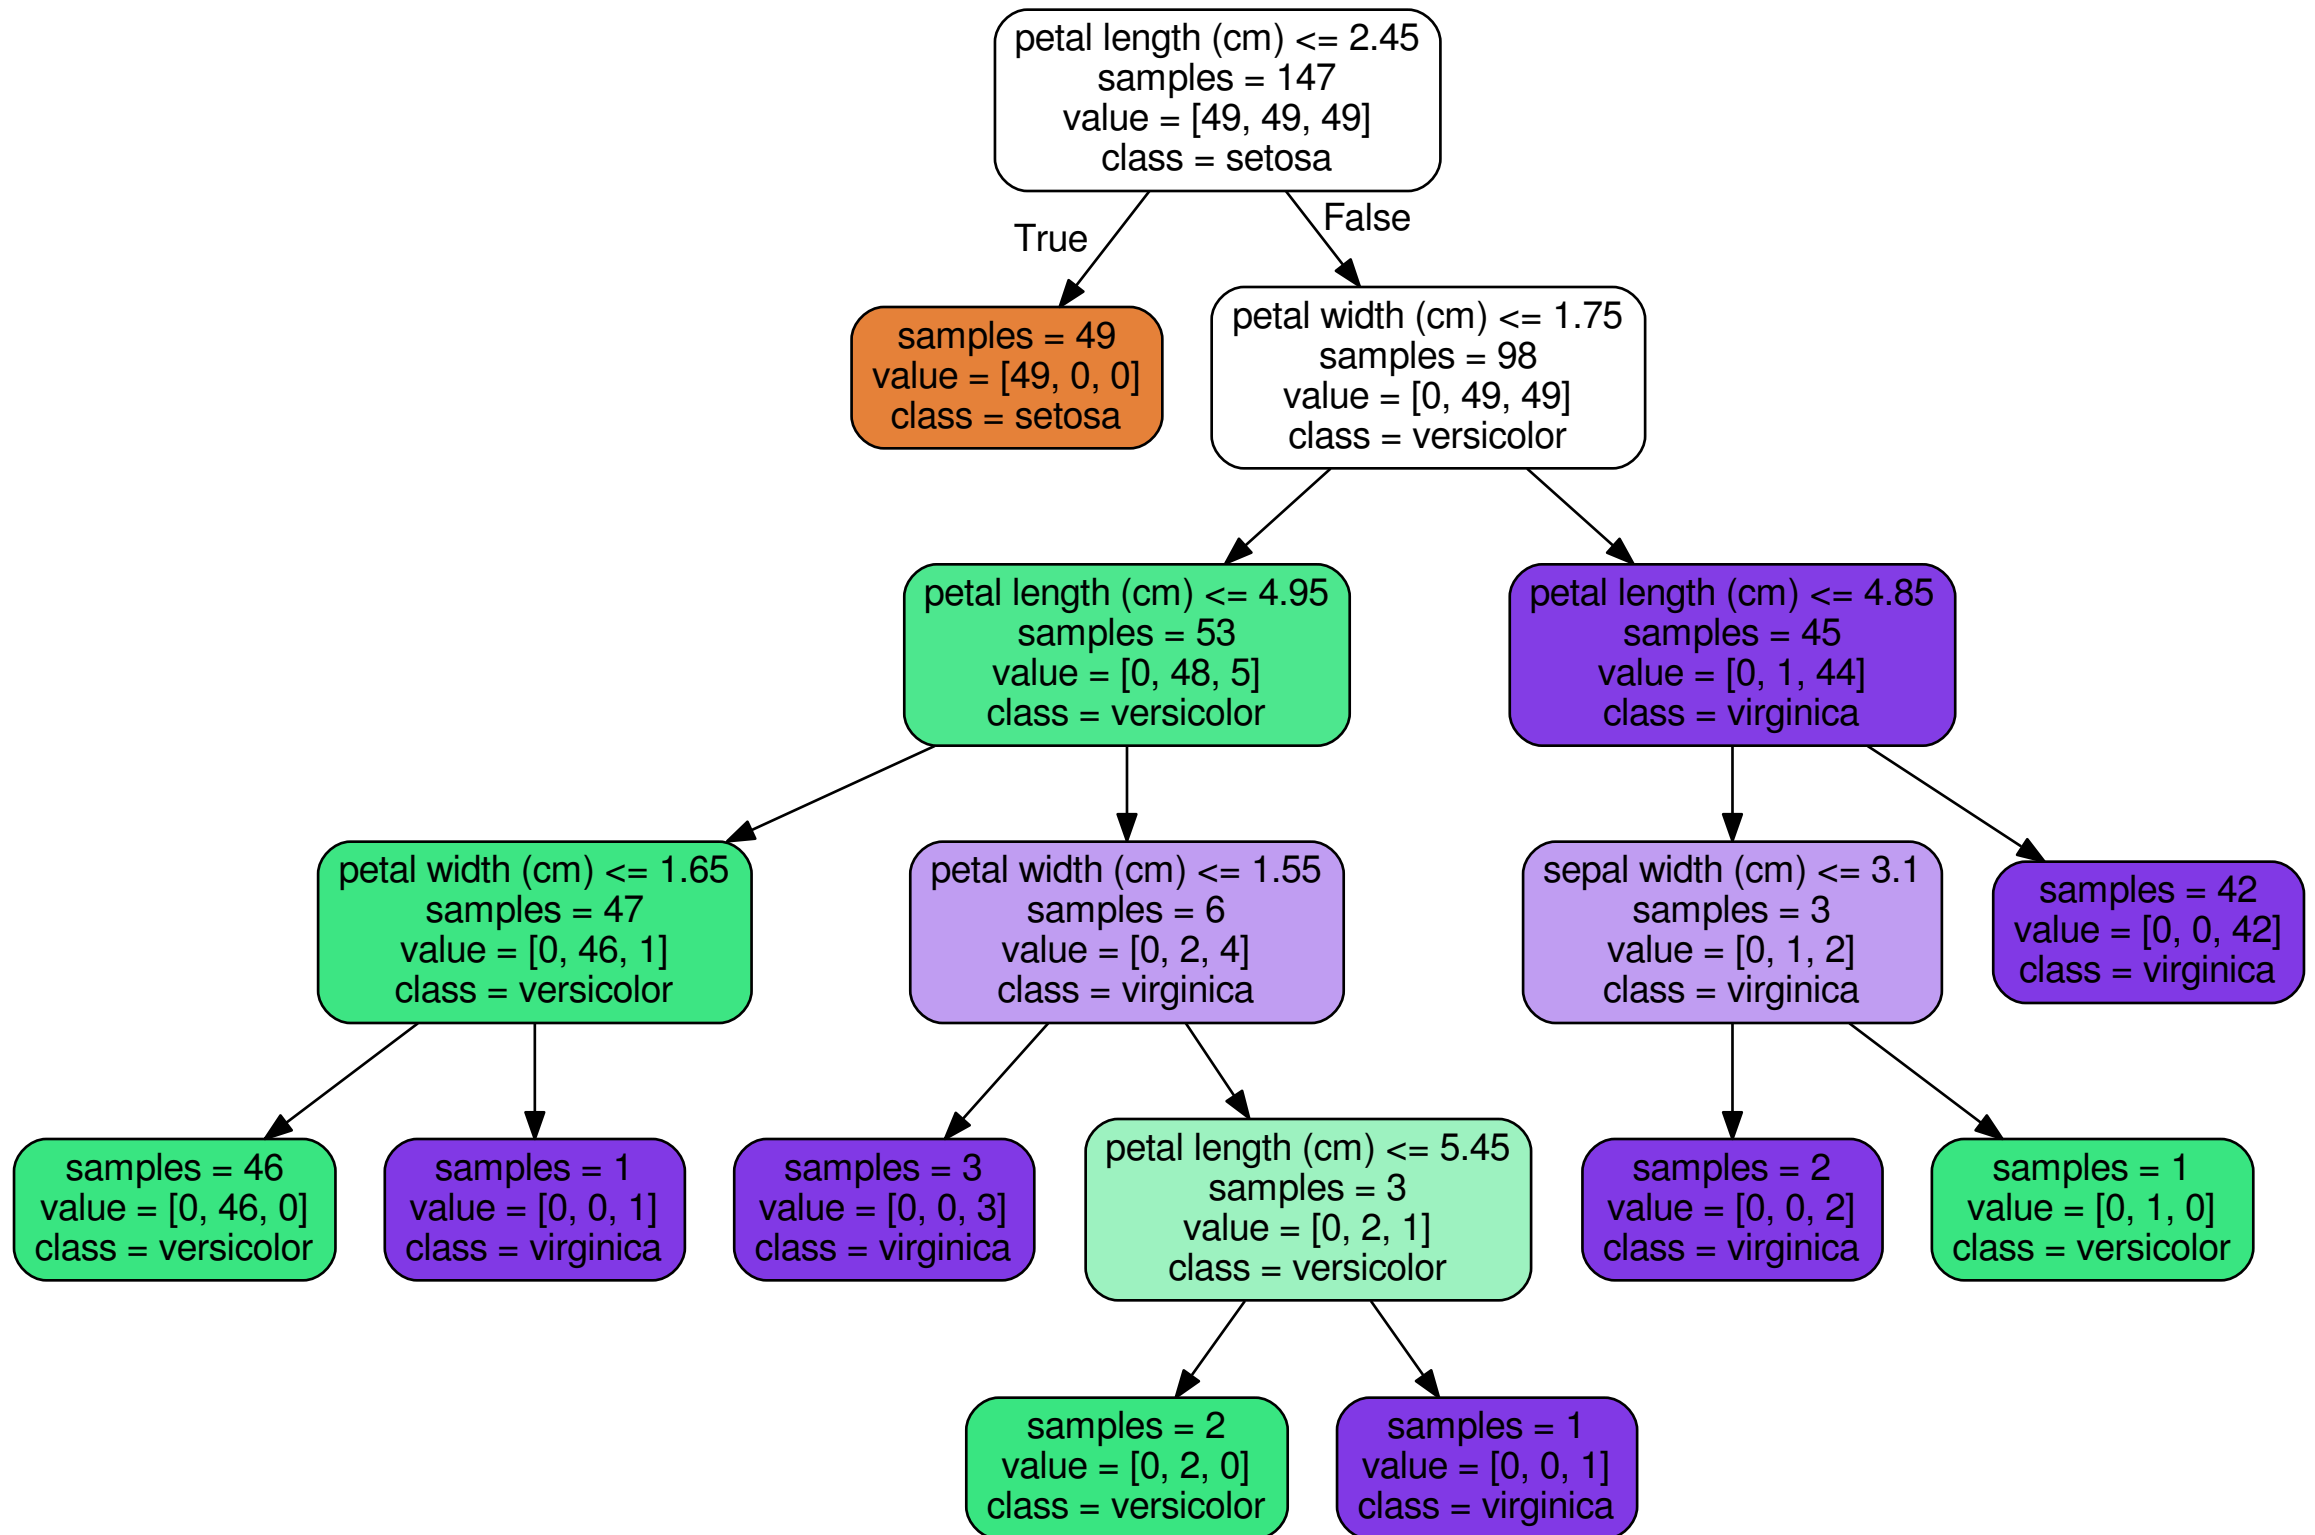 petal length (cm) <= 2.45
samples = 147
value = [49, 49, 49]
class = setosa
True
False
samples = 49
value = [49, 0, 0]
class = setosa
petal width (cm) <= 1.75
samples = 98
value = [0, 49, 49]
class = versicolor
petal length (cm) <= 4.95
samples = 53
value = [0, 48, 5]
class = versicolor
petal length (cm) <= 4.85
samples = 45
value = [0, 1, 44]
class = virginica
petal width (cm) <= 1.65
samples = 47
value = [0, 46, 1]
class = versicolor
petal width (cm) <= 1.55
samples = 6
value = [0, 2, 4]
class = virginica
sepal width (cm) <= 3.1
samples = 3
value = [0, 1, 2]
class = virginica
samples = 42
value = [0, 0, 42]
class = virginica
samples = 46
value = [0, 46, 0]
class = versicolor
samples = 1
value = [0, 0, 1]
class = virginica
samples = 3
value = [0, 0, 3]
class = virginica
petal length (cm) <= 5.45
samples = 3
value = [0, 2, 1]
class = versicolor
samples = 2
value = [0, 0, 2]
class = virginica
samples = 1
value = [0, 1, 0]
class = versicolor
samples = 2
value = [0, 2, 0]
class = versicolor
samples = 1
value = [0, 0, 1]
class = virginica